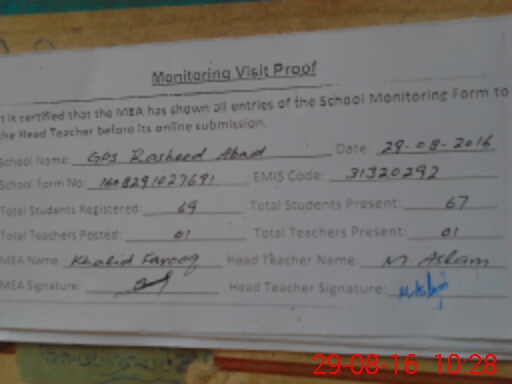 Monitoring Visit Proof
t is certified that the MEA has shown all entries of the School Monitoring Form to
the Head Teacher before its online submission.
School Name: GPS Rasheed Abad Date: 29-08-2016
School Form No: 1608291027691 EMIS Code: 31320292
Total Students Registered: 69 Total Students Present: 67
Total Teachers Posted: 01 Total Teachers Present: 01
MEA Name: Khalid Farooq Head Teacher Name: M. Aslam
MEA Signature: Head Teacher Signature: M.Aslam
29-08-16 10:28